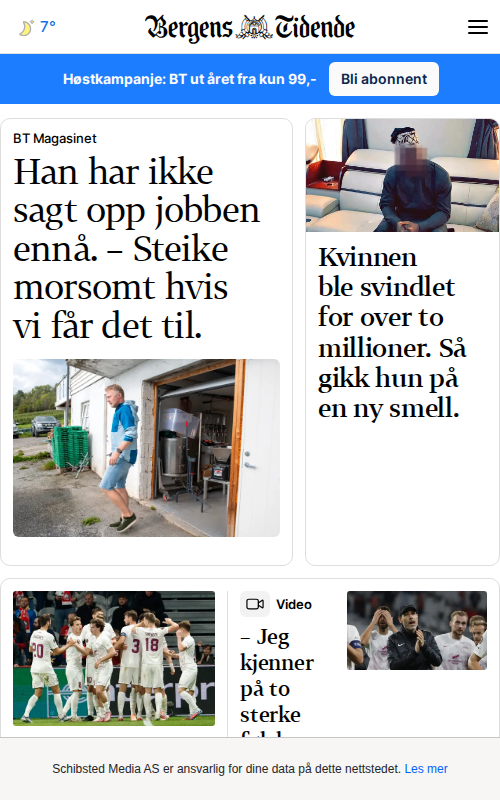 7°
Bergens Tidende
Høstkampanje: BT ut året fra kun 99,-
Bli abonnent
BT Magasinet
Han har ikke
sagt opp jobben
ennå. – Steike
morsomt hvis
vi får det til.
Kvinnen
ble svindlet
for over to
millioner. Så
gikk hun på
en ny smell.
20
3 18
Video
– Jeg
kjenner
på to
sterke
Schibsted Media AS er ansvarlig for dine data på dette nettstedet. Les mer